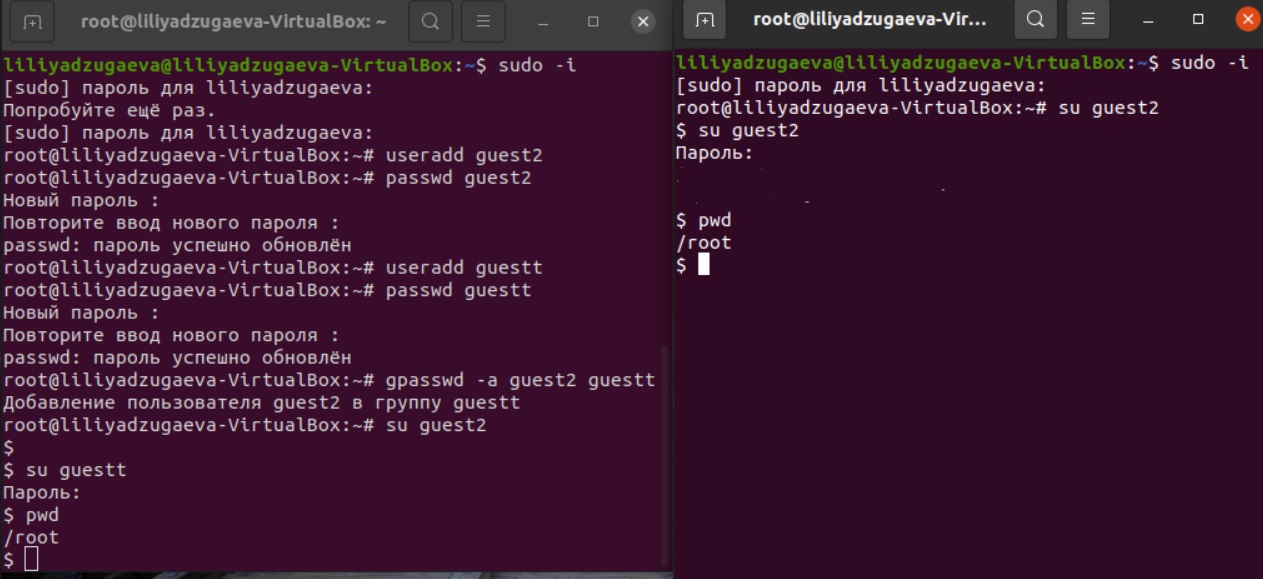 root@liliyadzugaeva-VirtualBox: ~
liliyadzugaeva@liliyadzugaeva-VirtualBox:~$ sudo -i
[sudo] пароль для liliyadzugaeva:
Попробуйте ещё раз.
[sudo] пароль для liliyadzugaeva:
root@liliyadzugaeva-VirtualBox:~# useradd guest2
root@liliyadzugaeva-VirtualBox:~# passwd guest2
Новый пароль :
Повторите ввод нового пароля :
passwd: пароль успешно обновлён
root@liliyadzugaeva-VirtualBox:~# useradd guestt
root@liliyadzugaeva-VirtualBox:~# passwd guestt
Новый пароль :
Повторите ввод нового пароля :
passwd: пароль успешно обновлён
root@liliyadzugaeva-VirtualBox:~# gpasswd -a guest2 guestt
Добавление пользователя guest2 в группу guestt
root@liliyadzugaeva-VirtualBox:~# su guest2
$
$ su guestt
Пароль:
$ pwd
/root
$
root@liliyadzugaeva-Vir...
liliyadzugaeva@liliyadzugaeva-VirtualBox:~$ sudo -i
[sudo] пароль для liliyadzugaeva:
root@liliyadzugaeva-VirtualBox:~# su guest2
$ su guest2
Пароль:
$ pwd
/root
$